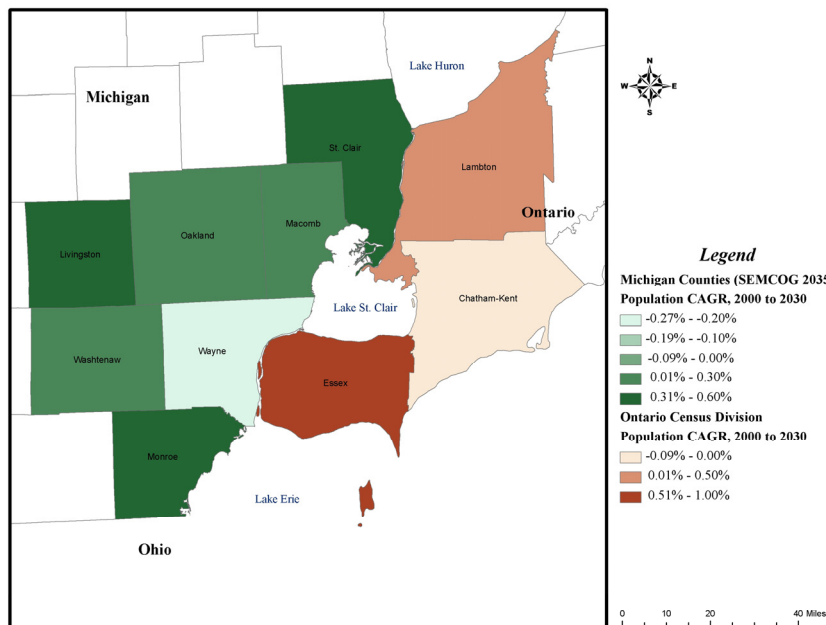 Lake Huron
Michigan
St. Clair
Lambton
Ontario
Macomb
Oakland
Livingston
Chatham-Kent
Lake St. Clair
Wayne
Washtenaw
Essex
Monroe
Lake Erie
Ohio
N
W E
S
Legend
Michigan Counties (SEMCOG 2035
Population CAGR, 2000 to 2030
-0.27% - -0.20%
-0.19% - -0.10%
-0.09% - 0.00%
0.01% - 0.30%
0.31% - 0.60%
Ontario Census Division
Population CAGR, 2000 to 2030
-0.09% - 0.00%
0.01% - 0.50%
0.51% - 1.00%
0 10 20 40 Miles